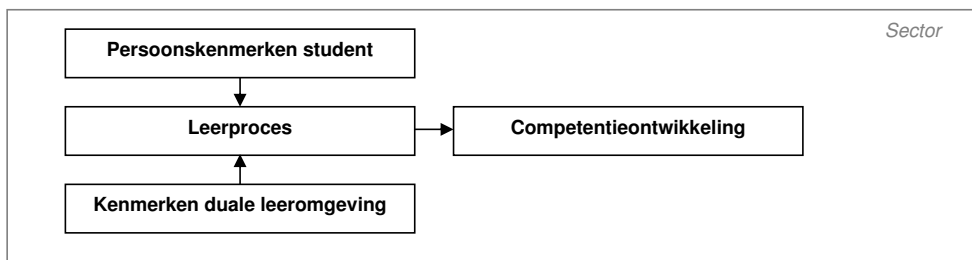 Sector
Persoonskenmerken student
Leerproces
Competentieontwikkeling
Kenmerken duale leeromgeving